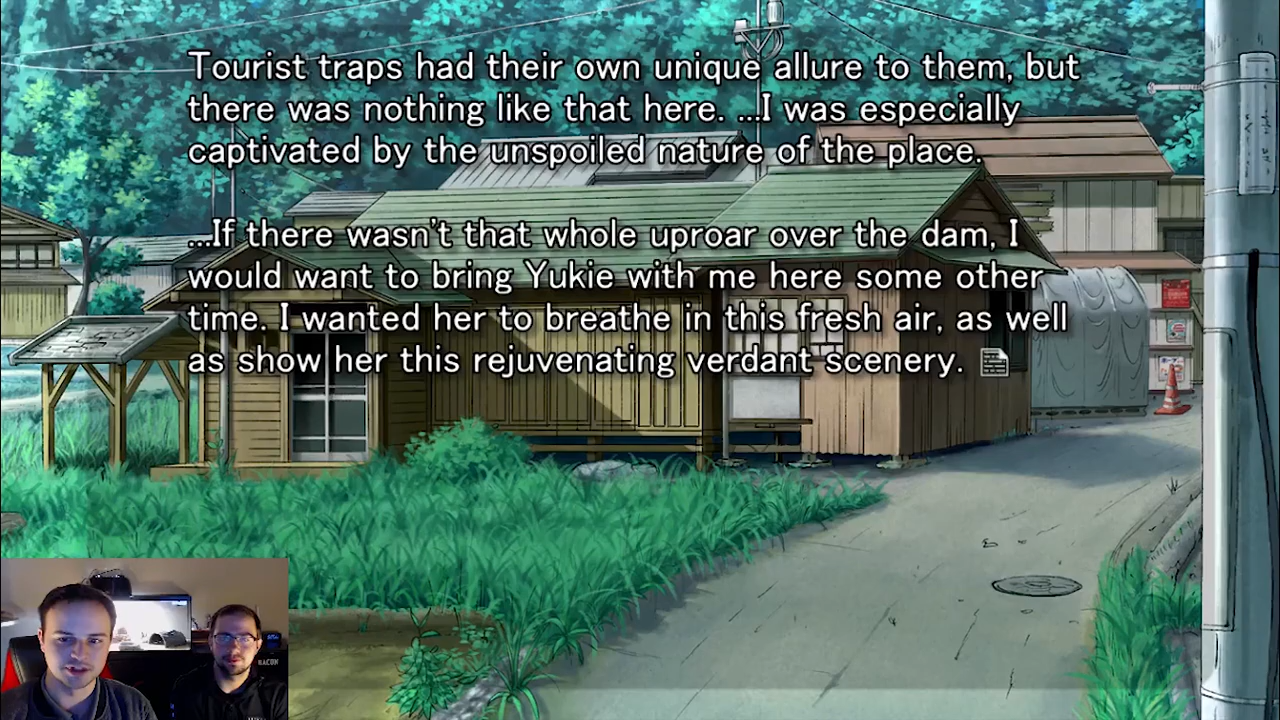 Tourist traps had their own unique allure to them, but
there was nothing like that here. ...I was especially
captivated by the unspoiled nature of the place.
...If there wasn't that whole uproar over the dam, I
would want to bring Yukie with me here some other
time. I wanted her to breathe in this fresh air, as well
as show her this rejuvenating verdant scenery.